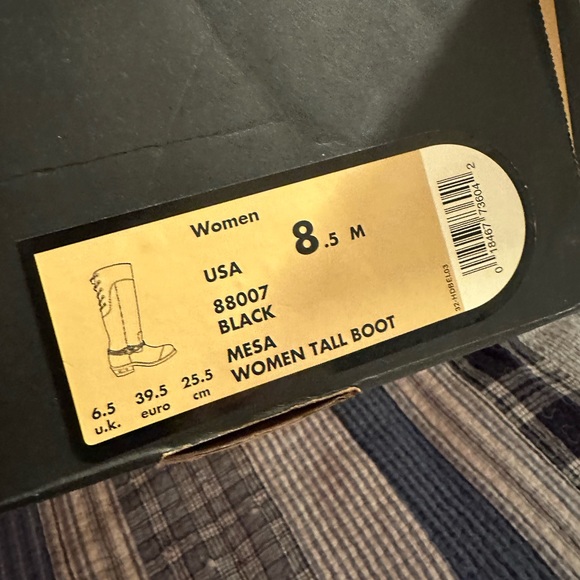 Women
8.5 M
USA
88007
BLACK
MESA
WOMEN TALL BOOT
6.5 39.5 25.5
u.k. euro cm
0 18467 73604 2